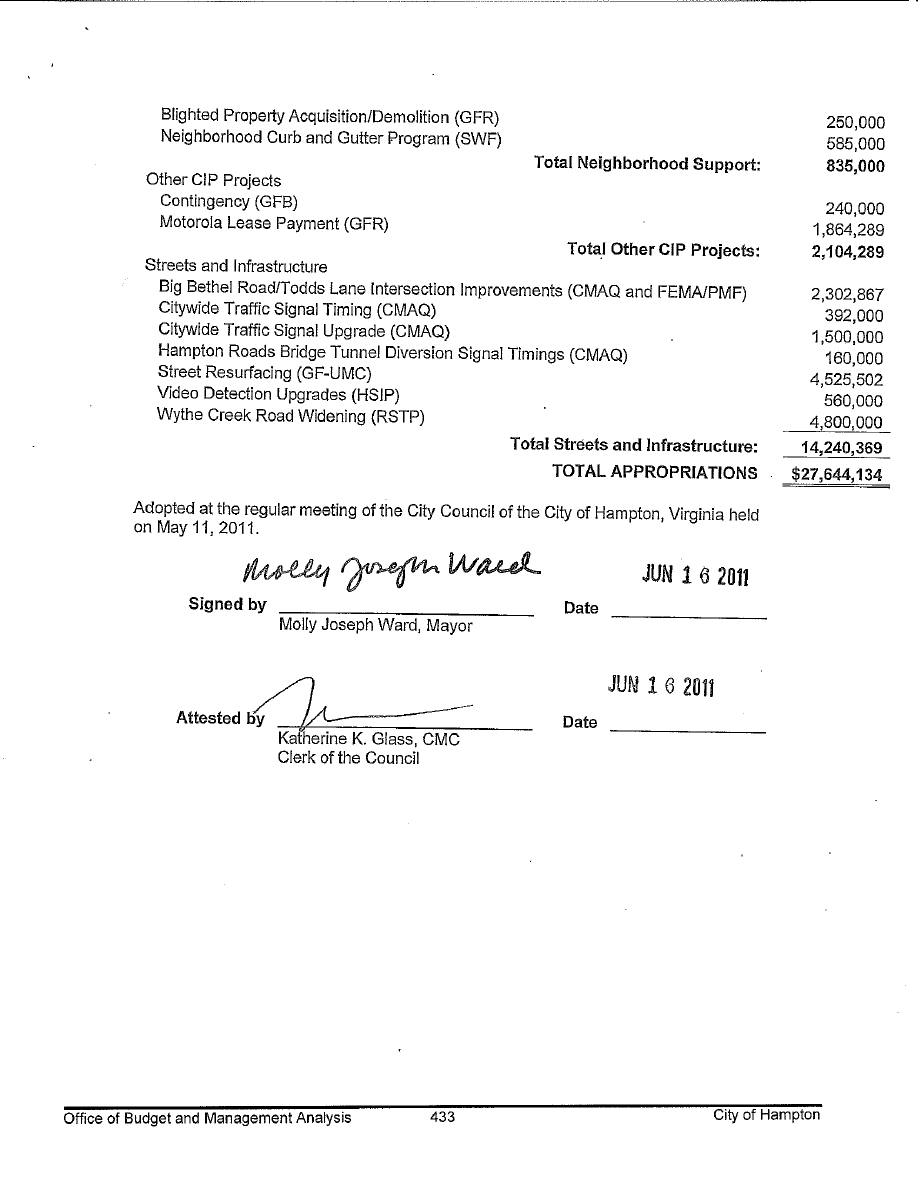 Blighted Property Acquisition/Demolition (GFR) 250,000
Neighborhood Curb and Gutter Program (SWF) 585,000
Total Neighborhood Support: 835,000
Other CIP Projects
Contingency (GFB) 240,000
Motorola Lease Payment (GFR) 1,864,289
Total Other CIP Projects: 2,104,289
Streets and Infrastructure
Big Bethel Road/Todds Lane Intersection Improvements (CMAQ and FEMA/PMF) 2,302,867
Citywide Traffic Signal Timing (CMAQ) 392,000
Citywide Traffic Signal Upgrade (CMAQ) 1,500,000
Hampton Roads Bridge Tunnel Diversion Signal Timings (CMAQ) 160,000
Street Resurfacing (GF-UMC) 4,525,502
Video Detection Upgrades (HSIP) 560,000
Wythe Creek Road Widening (RSTP) 4,800,000
Total Streets and Infrastructure: 14,240,369
TOTAL APPROPRIATIONS $27,644,134
Adopted at the regular meeting of the City Council of the City of Hampton, Virginia held
on May 11, 2011.
Molly Joseph Ward JUN 16 2011
Signed by Date
Molly Joseph Ward, Mayor
JUN 16 2011
Attested by Date
Katherine K. Glass, CMC
Clerk of the Council
Office of Budget and Management Analysis 433 City of Hampton